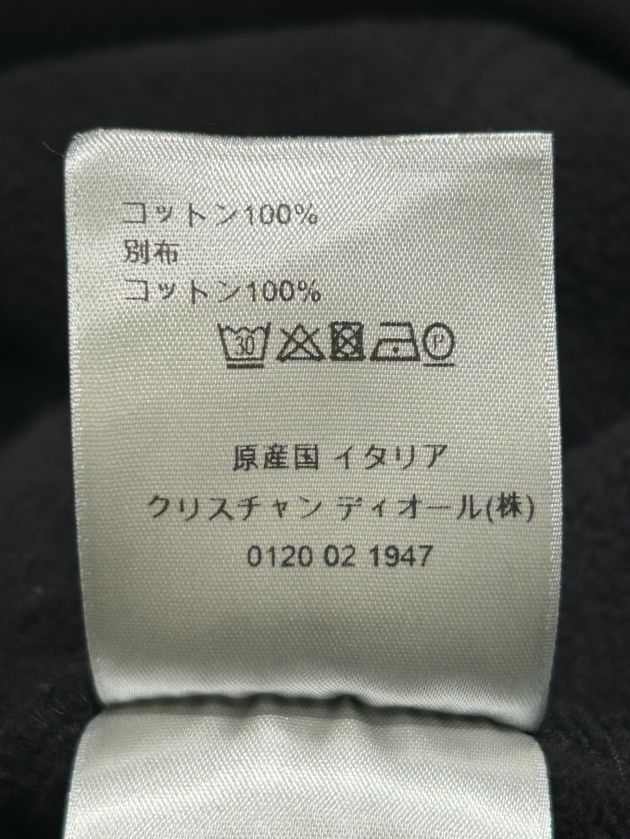 コットン100%
別布
コットン100%
30 P
原産国 イタリア
クリスチャン ディオール(株)
0120 02 1947